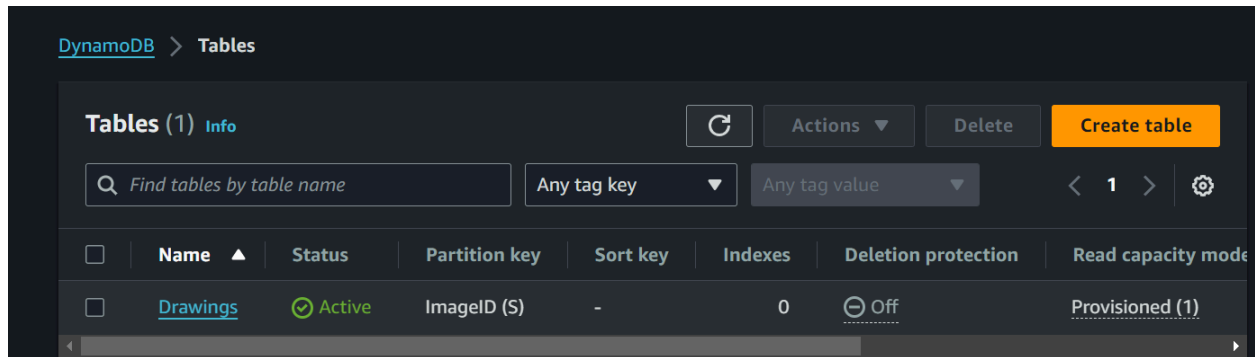 DynamoDB > Tables
Tables (1) Info
Actions Delete Create table
Find tables by table name Any tag key Any tag value 1
Name Status Partition key Sort key Indexes Deletion protection Read capacity mode
Drawings Active ImageID (S) - 0 Off Provisioned (1)